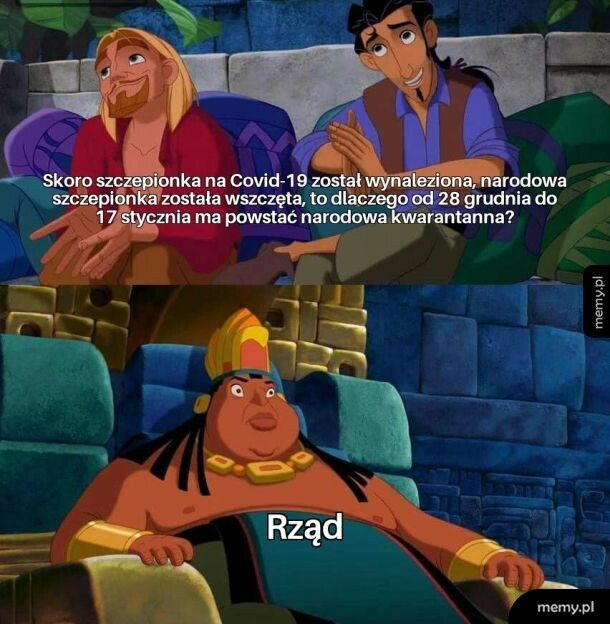 Skoro szczepionka na Covid-19 został wynaleziona, narodowa
szczepionka została wszczęta, to dlaczego od 28 grudnia do
17 stycznia ma powstać narodowa kwarantanna?
memy.pl
Rząd
memy.pl